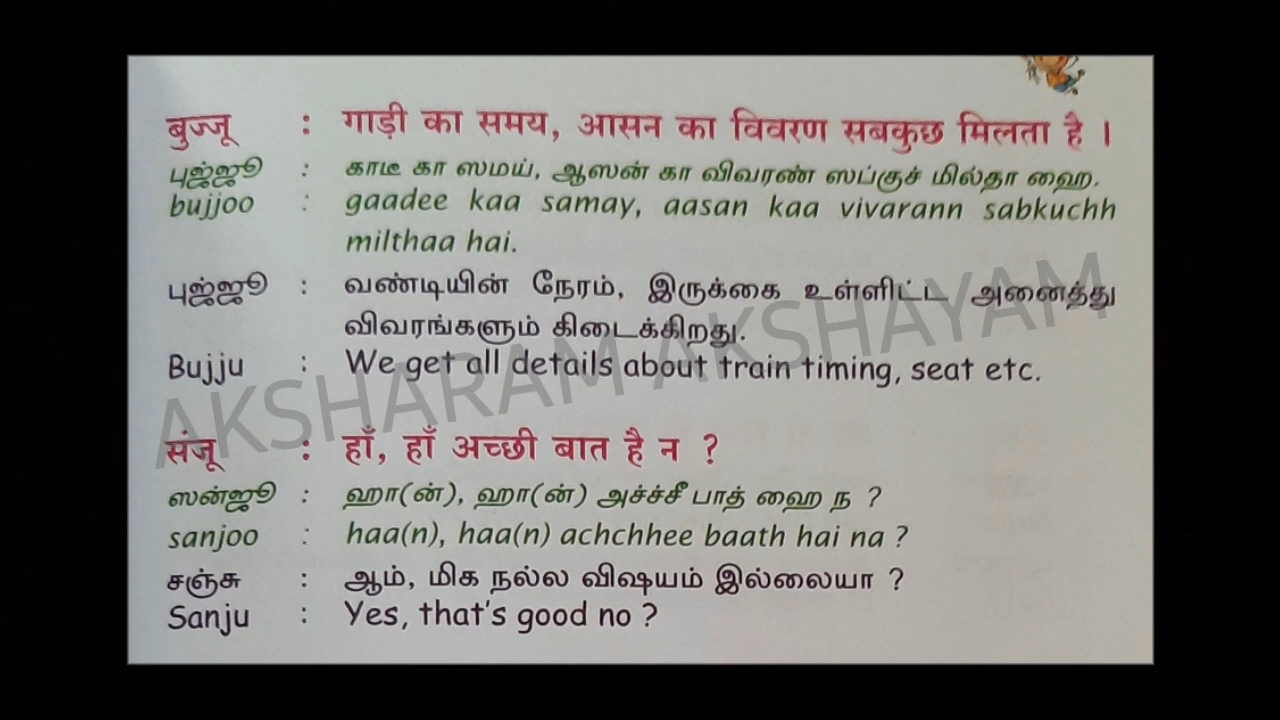 बुज्जू : गाड़ी का समय, आसन का विवरण सबकुछ मिलता है ।
புஜ்ஜூ : காடீ கா ஸமய், ஆஸன் கா விவரண் ஸப்குச் மில்தா ஹை.
bujjoo : gaadee kaa samay, aasan kaa vivarann sabkuchh
milthaa hai.
புஜ்ஜூ : வண்டியின் நேரம், இருக்கை உள்ளிட்ட அனைத்து
விவரங்களும் கிடைக்கிறது.
Bujju : We get all details about train timing, seat etc.
AKSHARAM AKSHAYAM
संजू : हाँ, हाँ अच्छी बात है न ?
ஸன்ஜூ : ஹா(ன்), ஹா(ன்) அச்ச்சீ பாத் ஹை ந ?
sanjoo : haa(n), haa(n) achchhee baath hai na ?
சஞ்சு : ஆம், மிக நல்ல விஷயம் இல்லையா ?
Sanju : Yes, that's good no ?